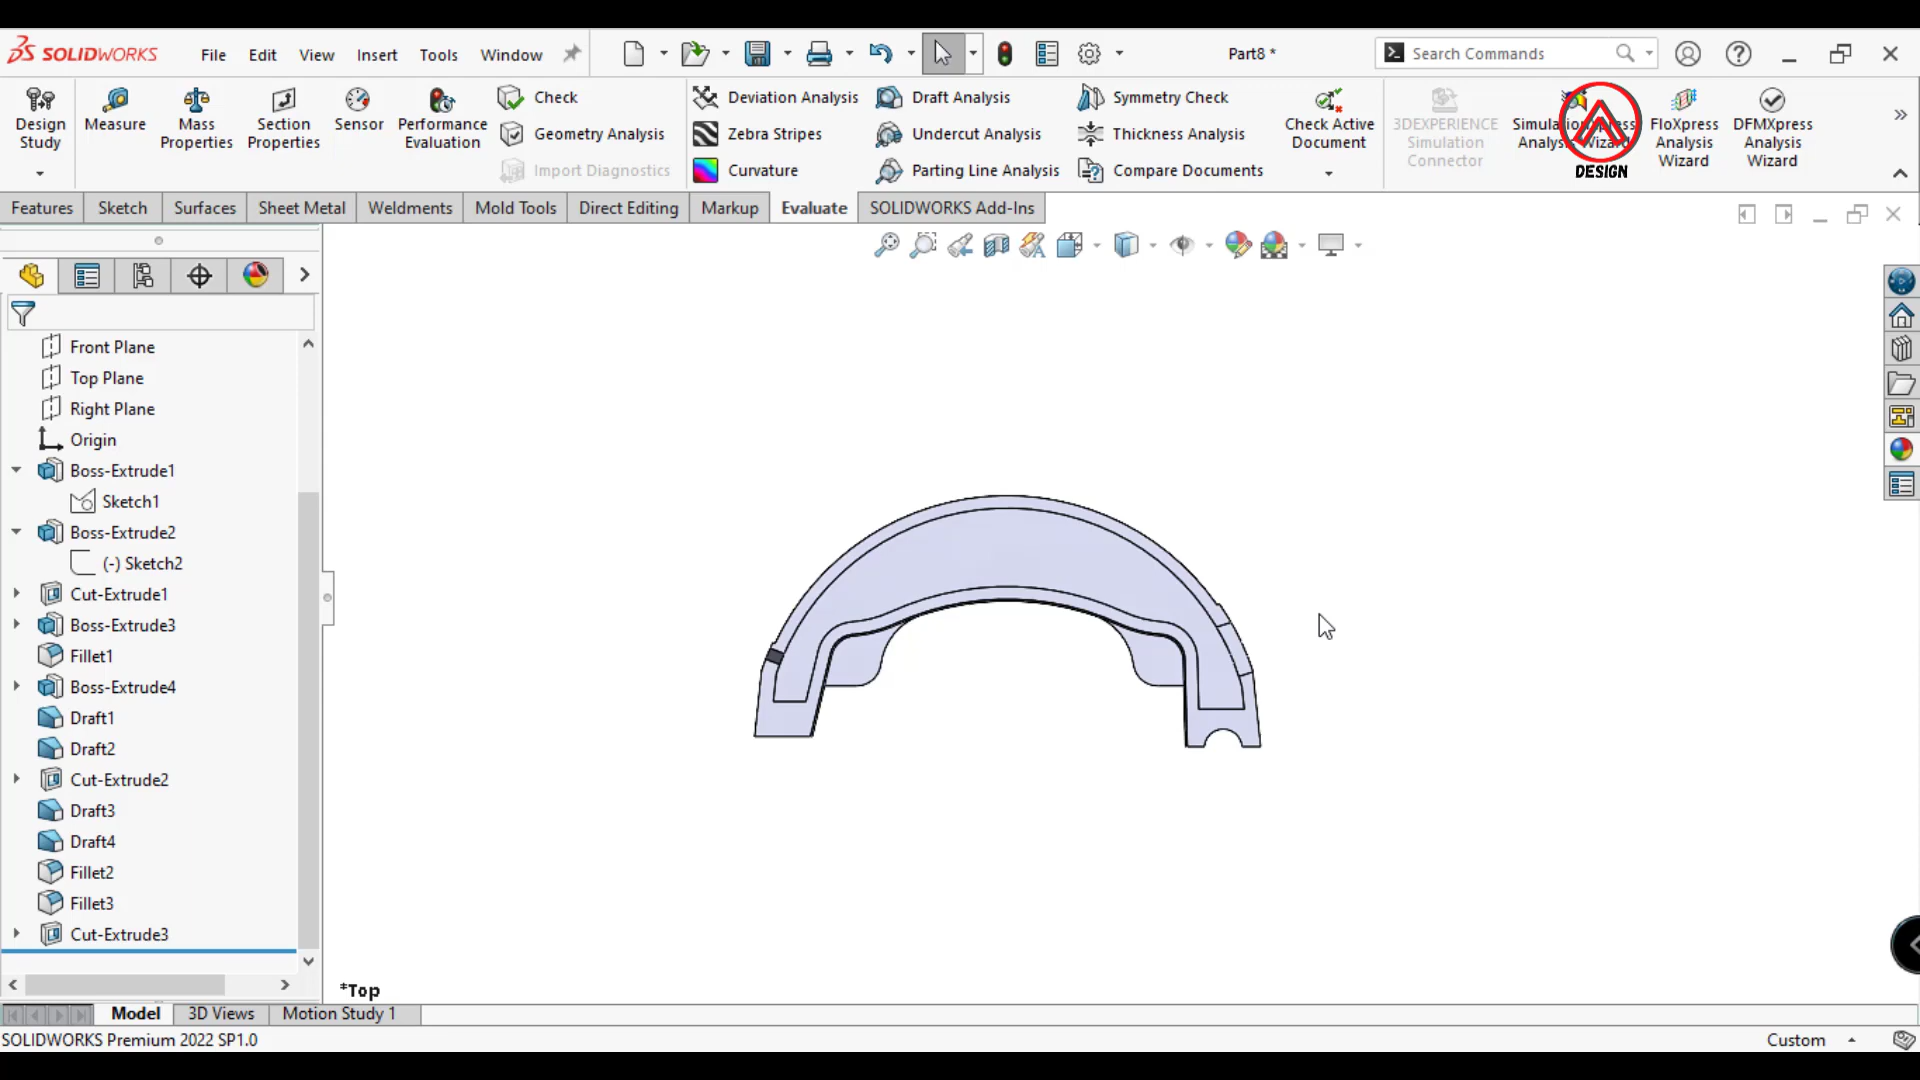 SOLIDWORKS File Edit View Insert Tools Window Part8 * Search Commands
Design Study
Measure
Mass Properties
Section Properties
Sensor
Performance Evaluation
Check
Geometry Analysis
Import Diagnostics
Deviation Analysis
Zebra Stripes
Curvature
Draft Analysis
Undercut Analysis
Parting Line Analysis
Symmetry Check
Thickness Analysis
Compare Documents
Check Active Document
3DEXPERIENCE Simulation Connector
FloXpress Analysis Wizard
DFMXpress Analysis Wizard
DESIGN
Features Sketch Surfaces Sheet Metal Weldments Mold Tools Direct Editing Markup Evaluate SOLIDWORKS Add-Ins
Front Plane
Top Plane
Right Plane
Origin
Boss-Extrude1
Sketch1
Boss-Extrude2
(-) Sketch2
Cut-Extrude1
Boss-Extrude3
Fillet1
Boss-Extrude4
Draft1
Draft2
Cut-Extrude2
Draft3
Draft4
Fillet2
Fillet3
Cut-Extrude3
*Top
Model 3D Views Motion Study 1
SOLIDWORKS Premium 2022 SP1.0 Custom